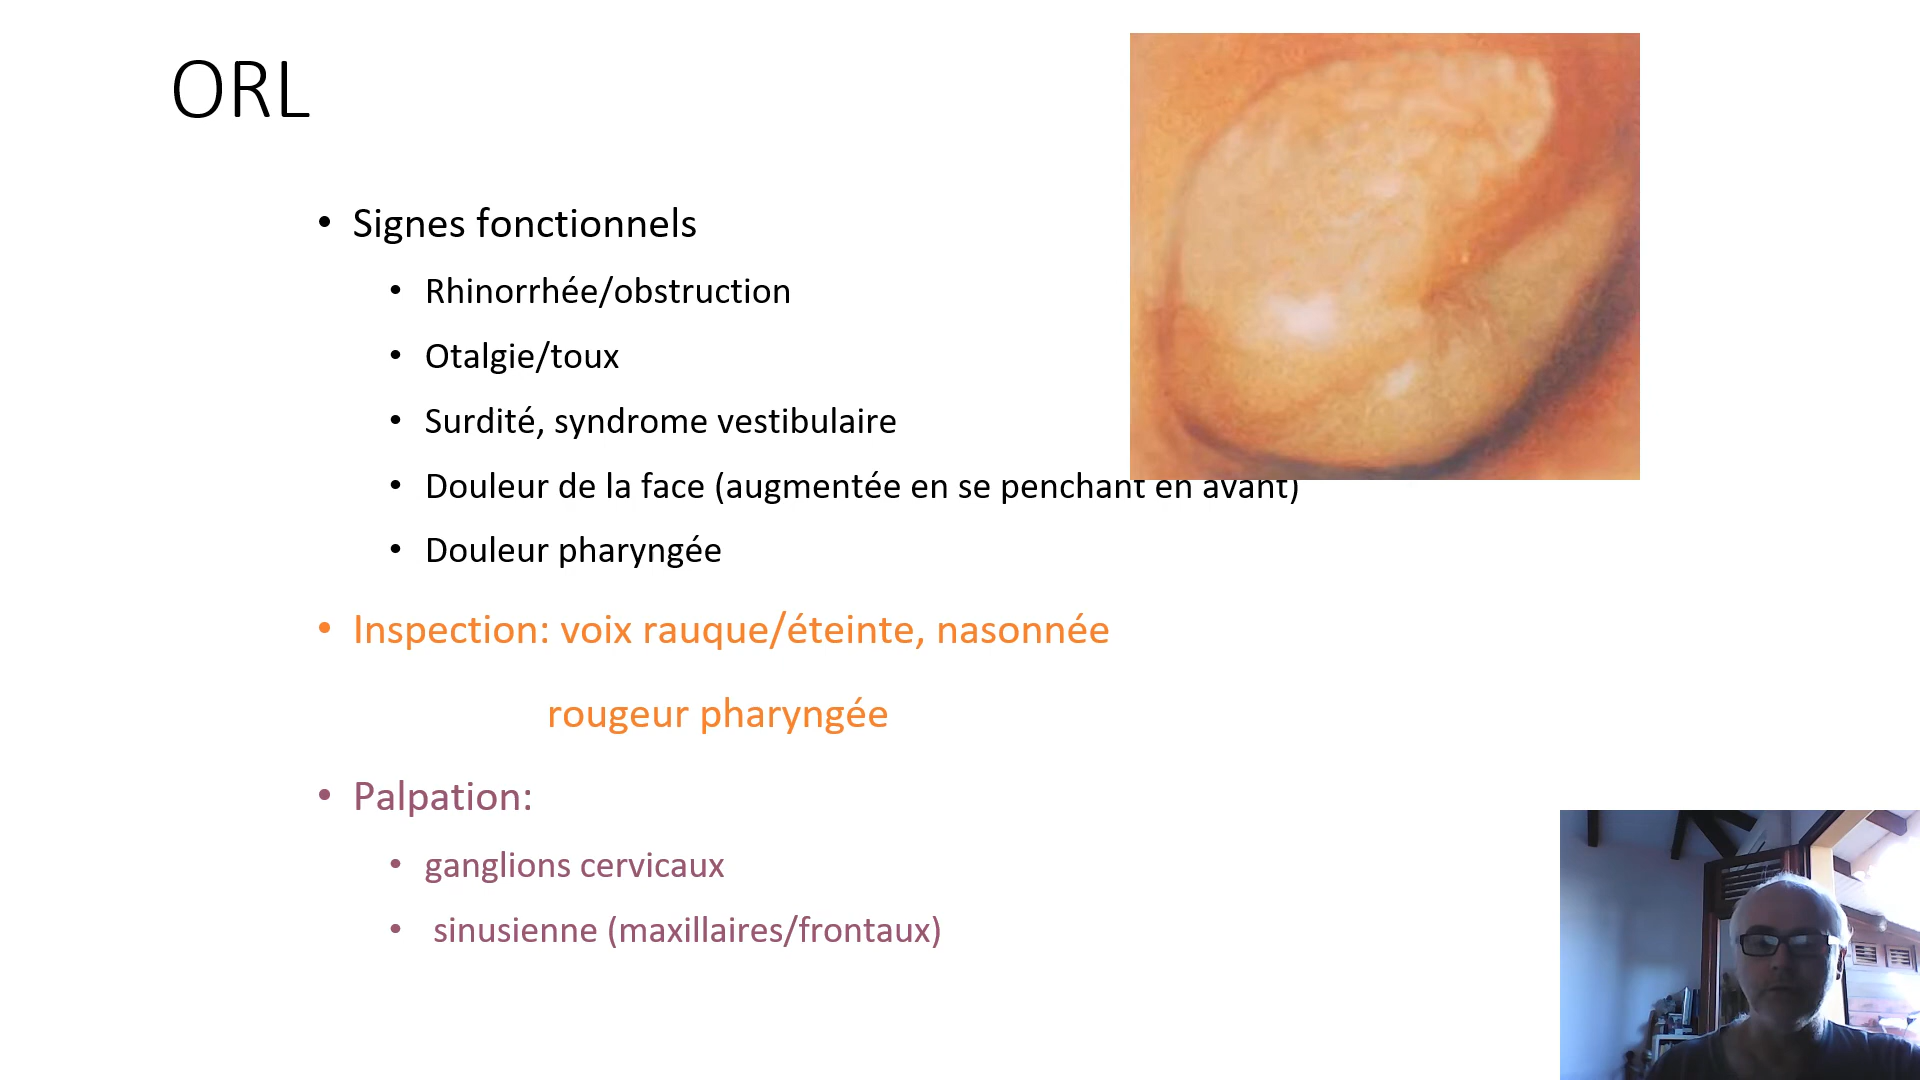 ORL
• Signes fonctionnels
• Rhinorrhée/obstruction
• Otalgie/toux
• Surdité, syndrome vestibulaire
• Douleur de la face (augmentée en se penchant en avant)
• Douleur pharyngée
• Inspection: voix rauque/éteinte, nasonnée
rougeur pharyngée
• Palpation:
• ganglions cervicaux
• sinusienne (maxillaires/frontaux)